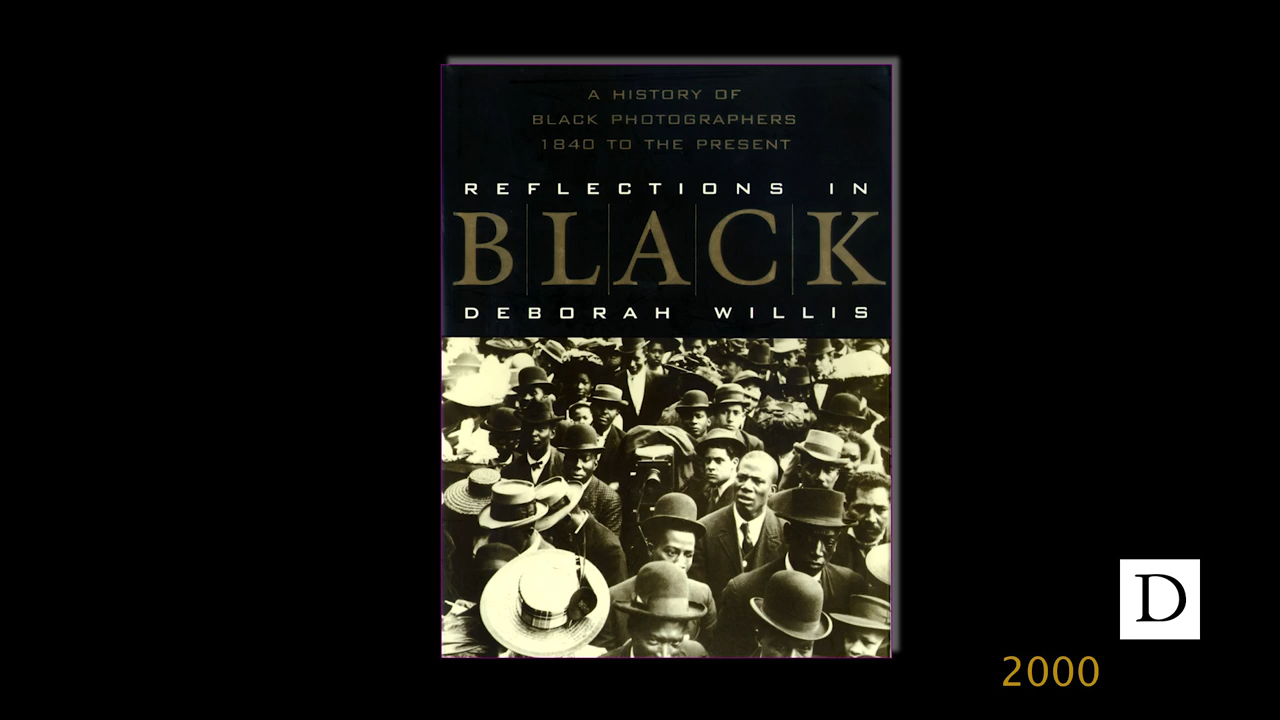 A HISTORY OF
BLACK PHOTOGRAPHERS
1840 TO THE PRESENT
REFLECTIONS IN
BLACK
DEBORAH WILLIS
D
2000